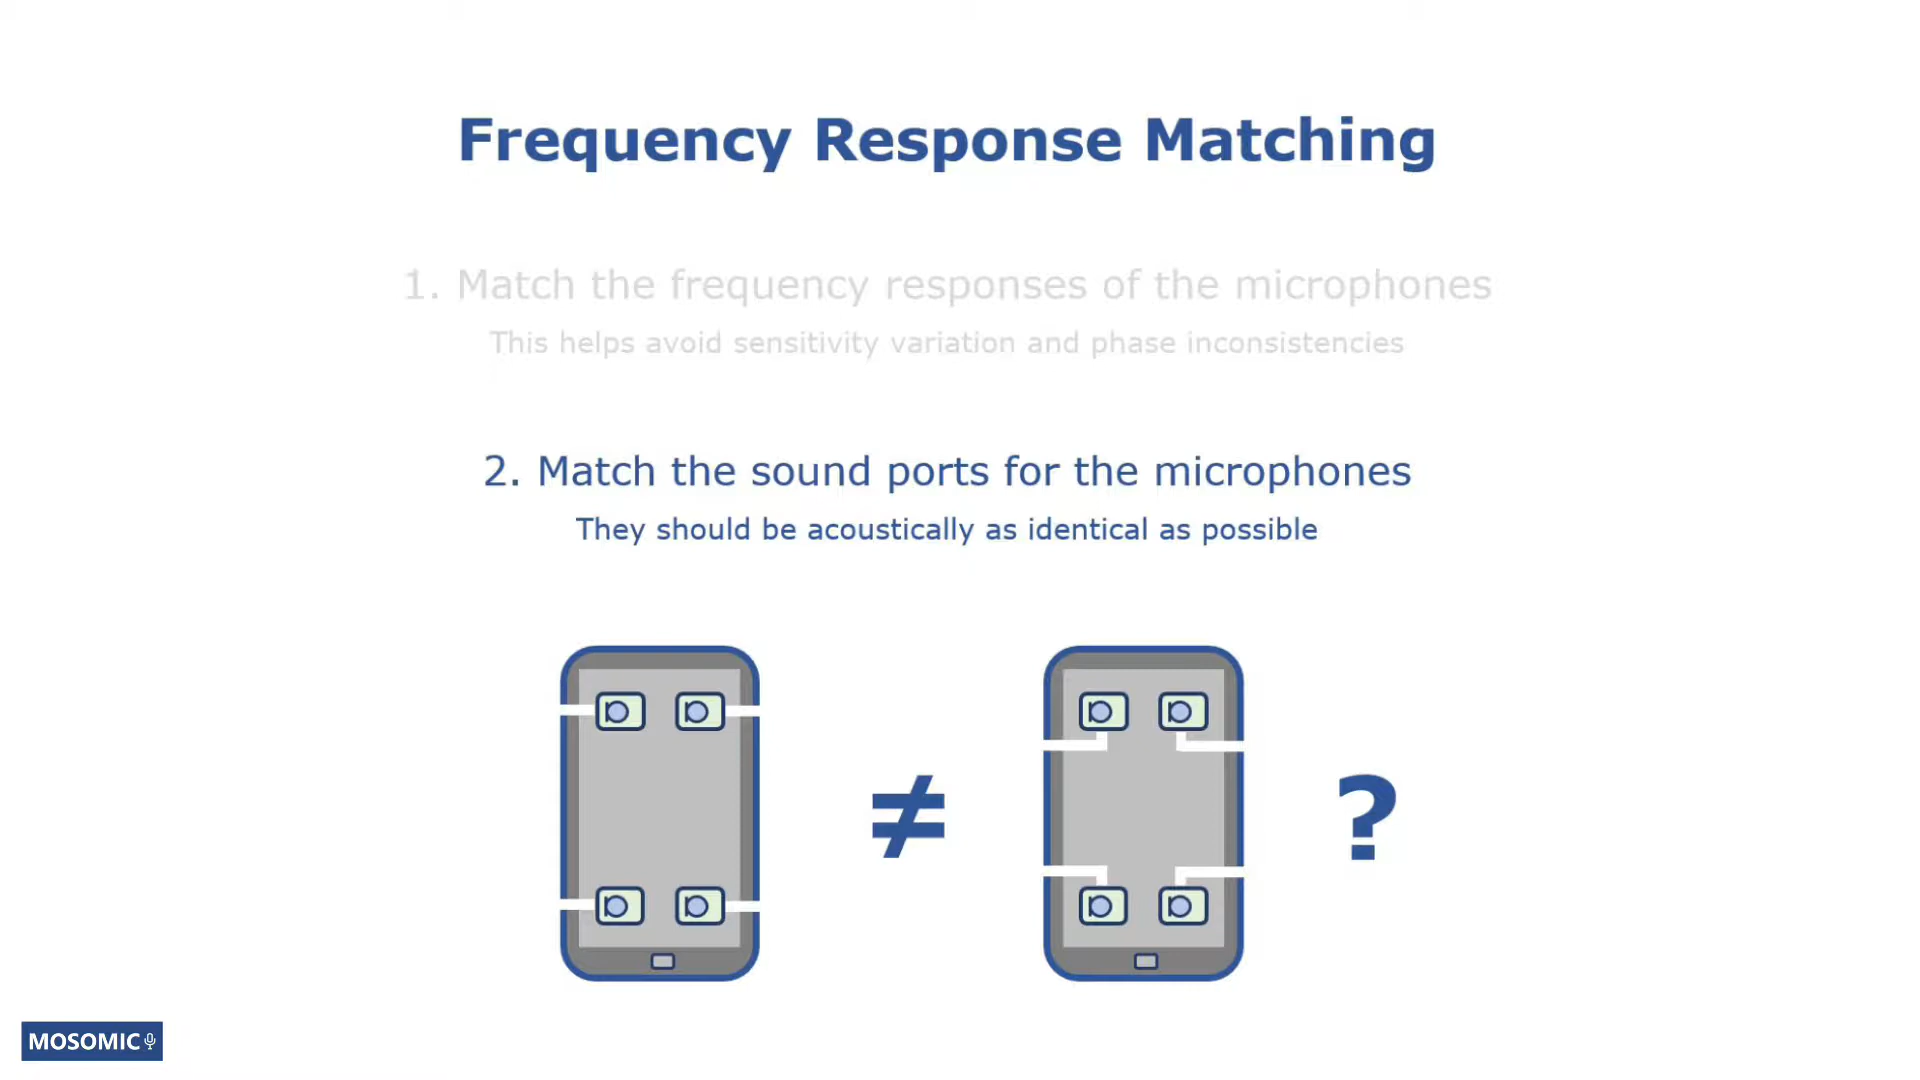 Frequency Response Matching
1. Match the frequency responses of the microphones
This helps avoid sensitivity variation and phase inconsistencies
2. Match the sound ports for the microphones
They should be acoustically as identical as possible
≠ ?
MOSOMIC